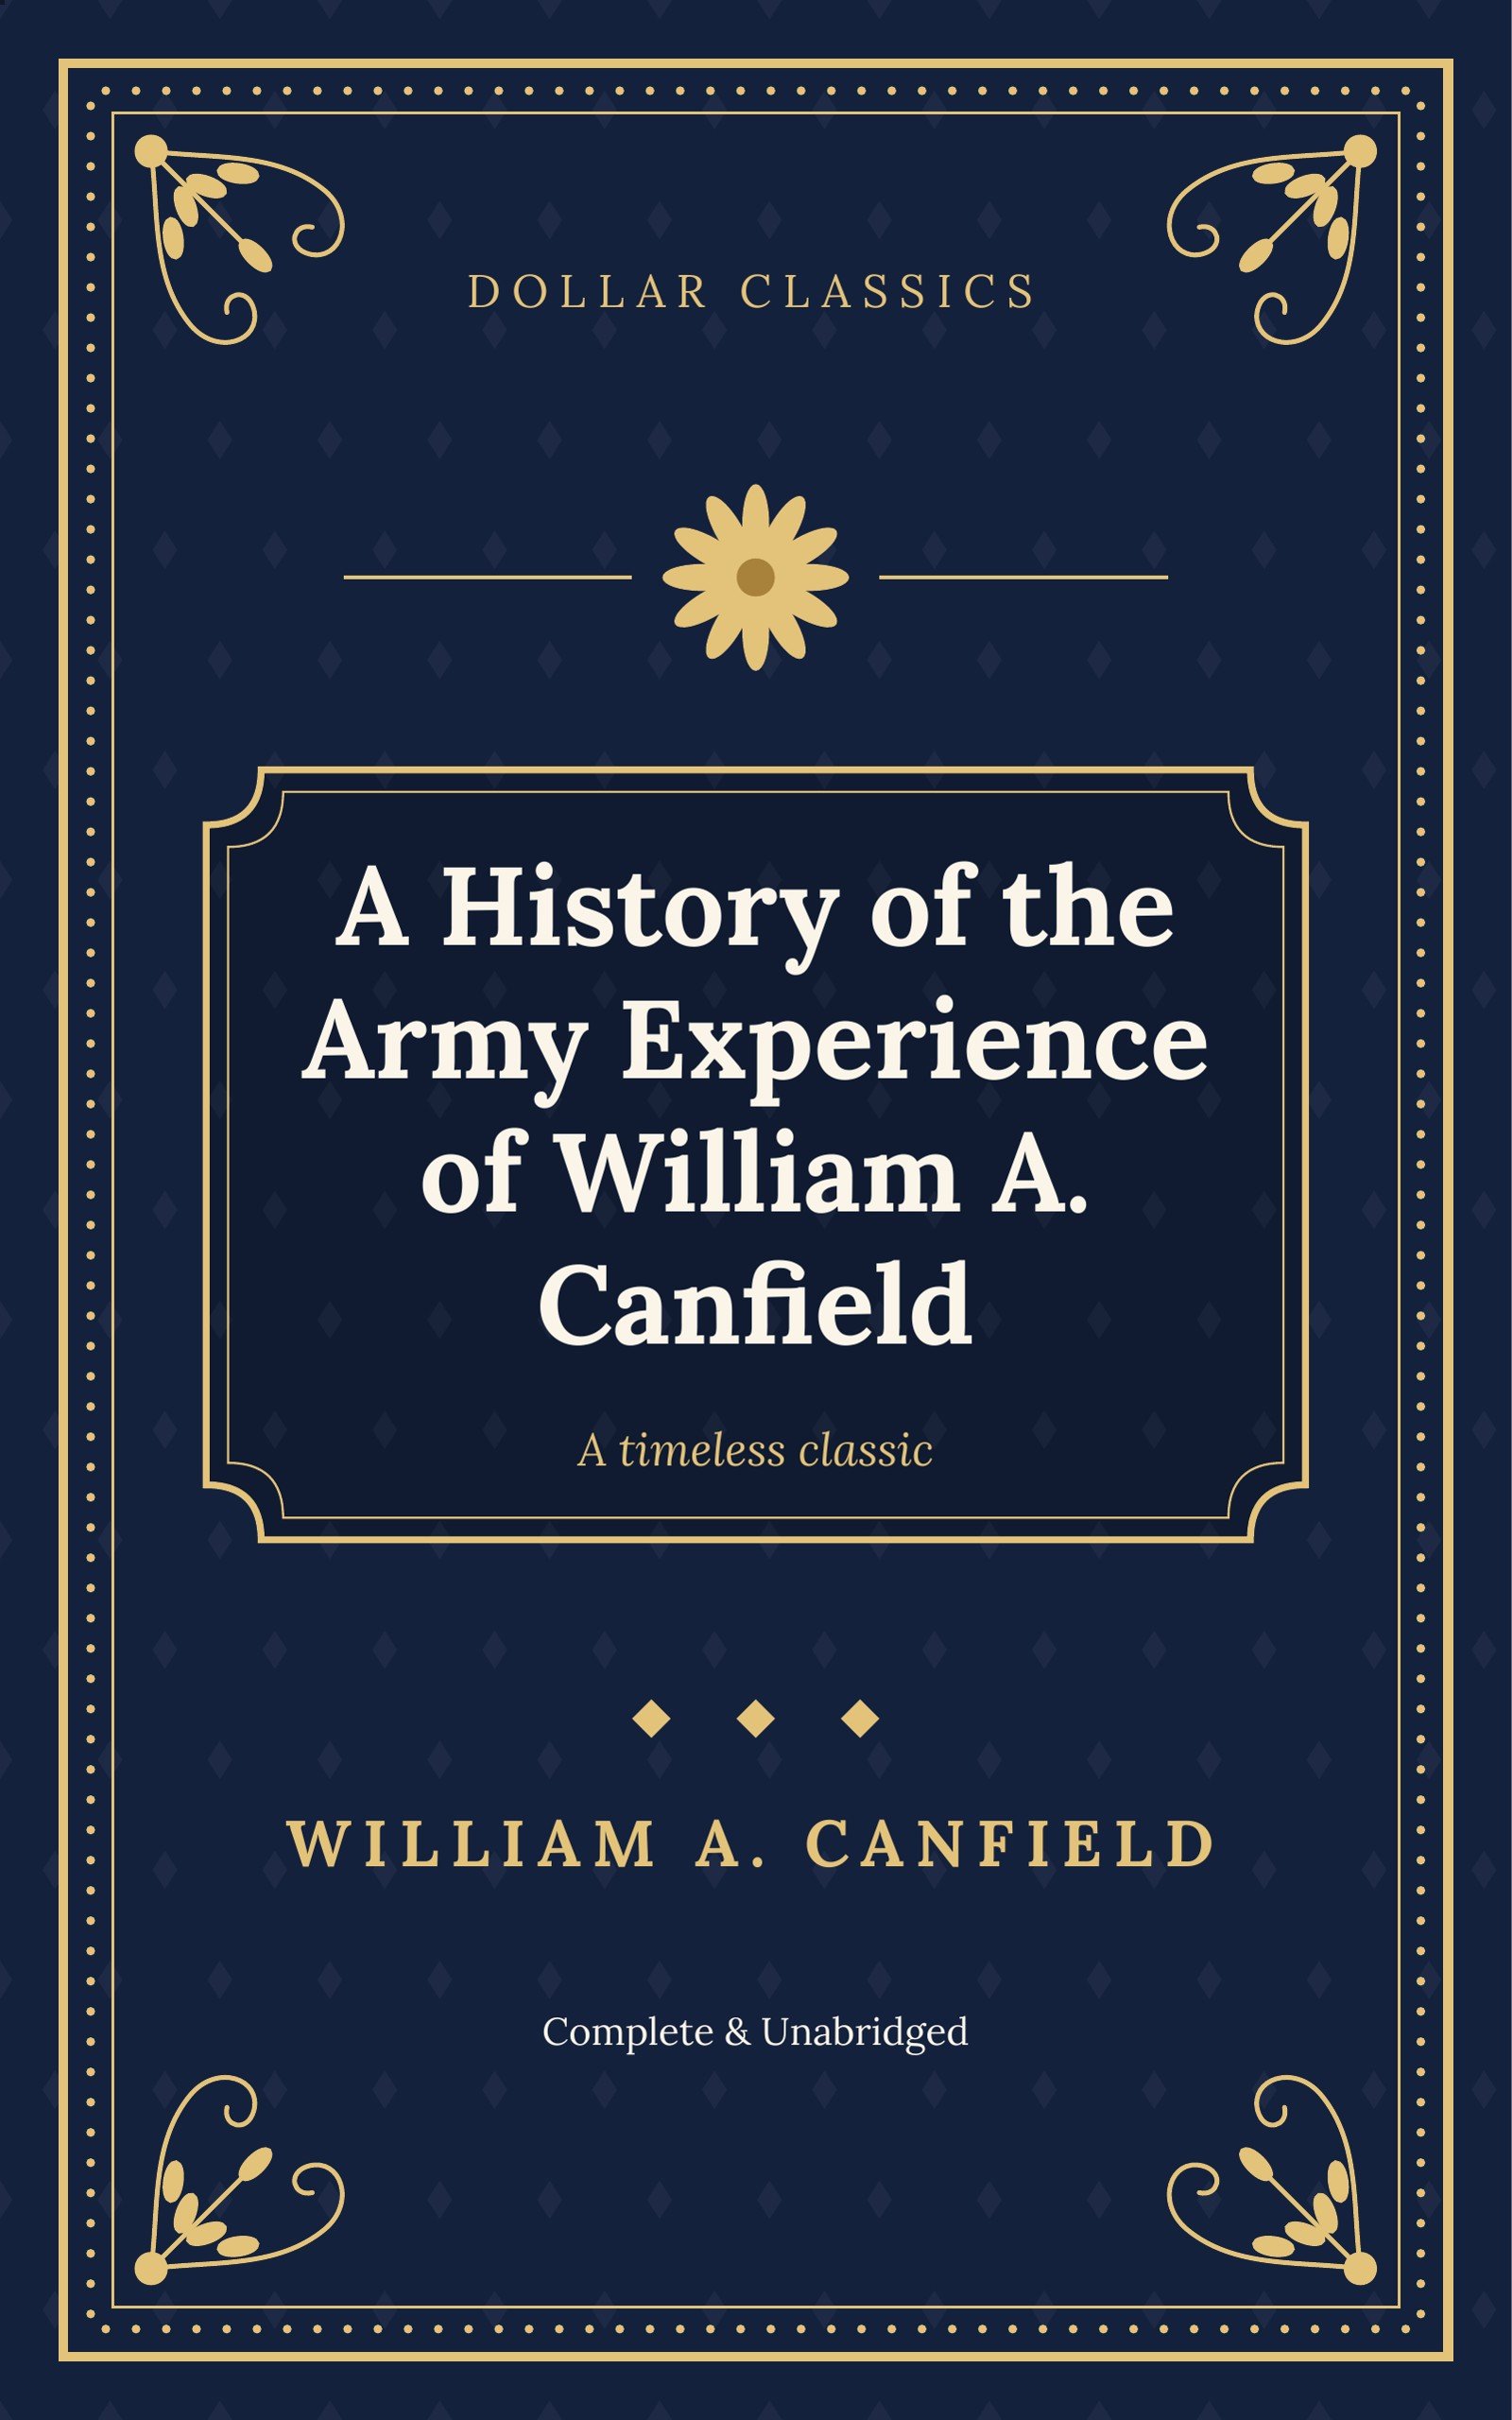 DOLLAR CLASSICS
A History of the
Army Experience
of William A.
Canfield
A timeless classic
WILLIAM A. CANFIELD
Complete & Unabridged